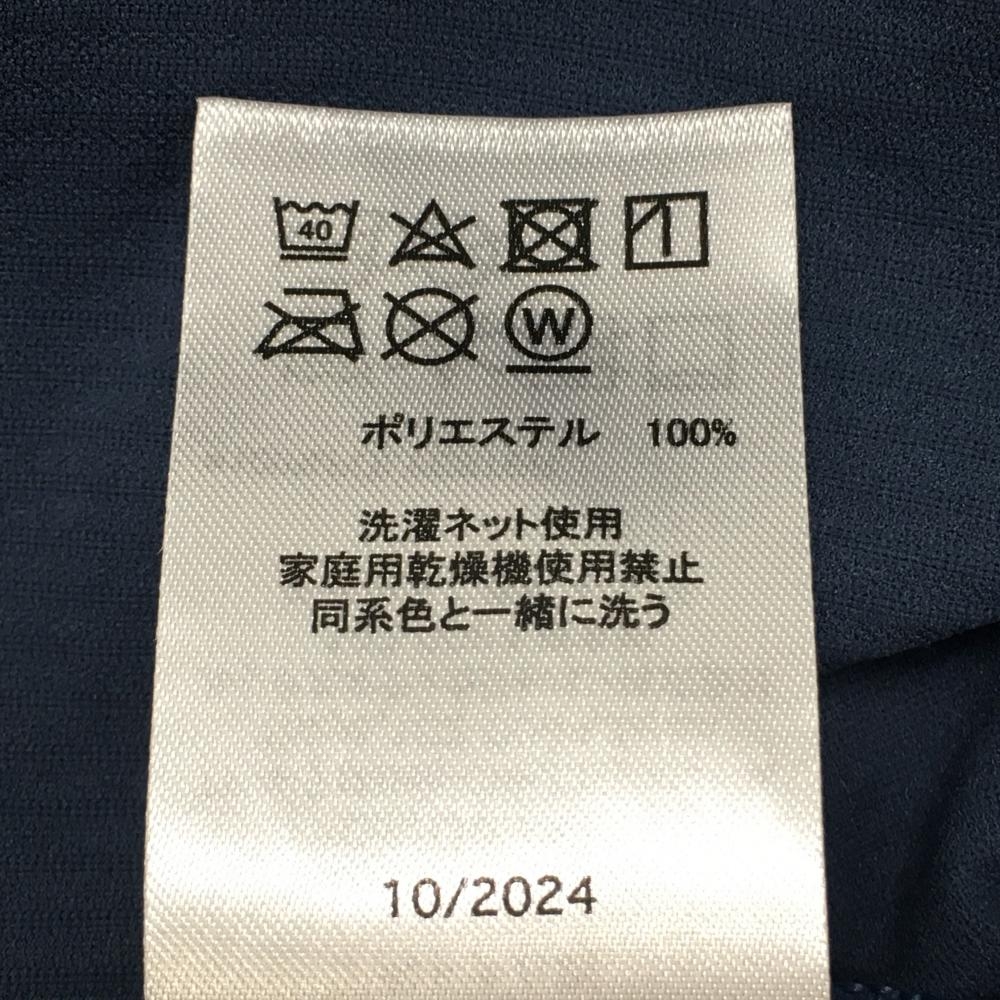 40
W
ポリエステル 100%
洗濯ネット使用
家庭用乾燥機使用禁止
同系色と一緒に洗う
10/2024